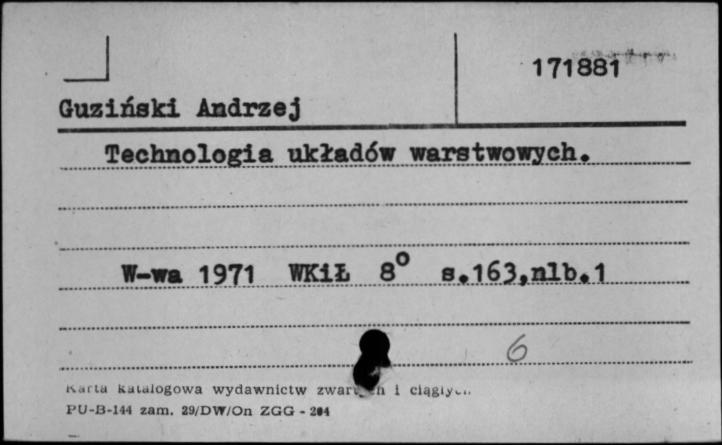 171881
Guziński Andrzej
Technologia układów warstwowych.
W-wa 1971 WKiŁ 8° s.163,nlb.1
6
Karta katalogowa wydawnictw zwartych i ciągłych
PU-B-144 zam. 29/DW/On ZGG - 204